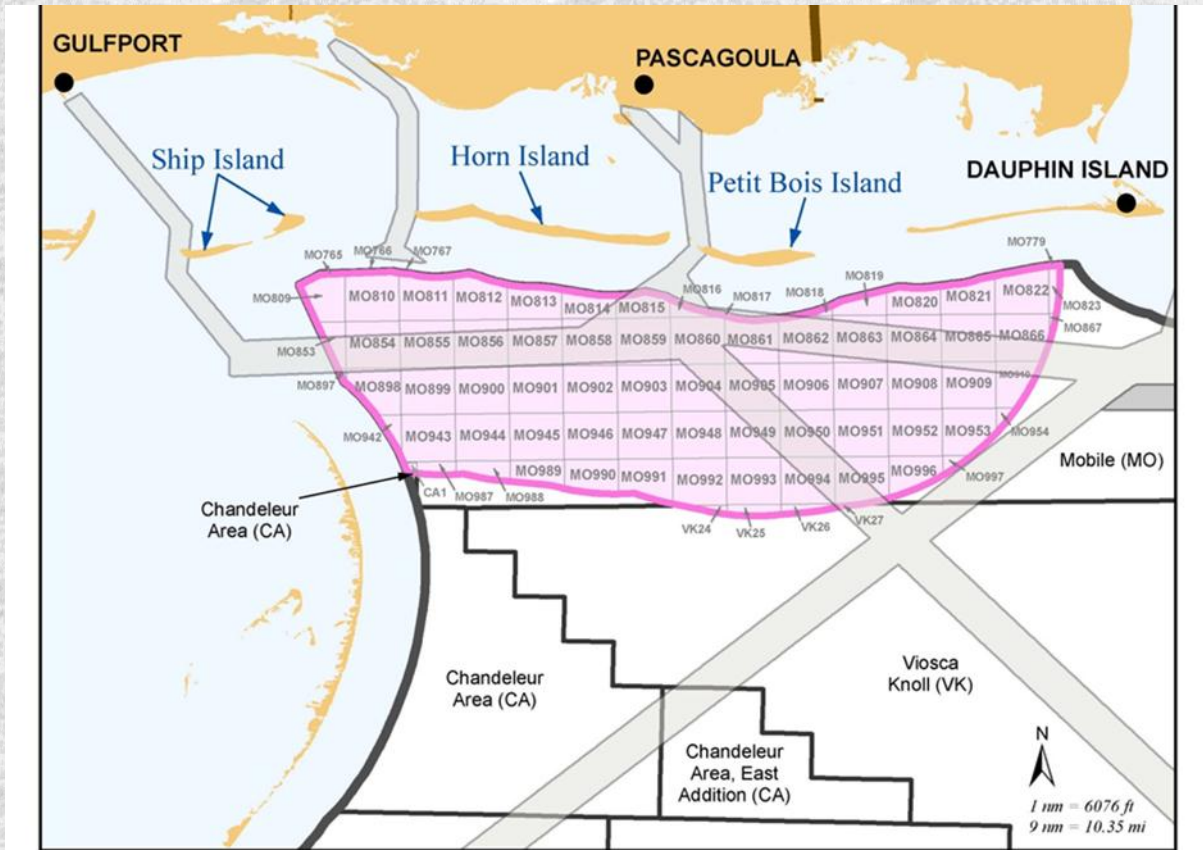 GULFPORT
PASCAGOULA
Ship Island
Horn Island
Petit Bois Island
DAUPHIN ISLAND
MO765
MO766
MO767
MO779
MO809
MO810
MO811
MO812
MO813
MO814
MO815
MO816
MO817
MO818
MO819
MO820
MO821
MO822
MO823
MO853
MO854
MO855
MO856
MO857
MO858
MO859
MO860
MO861
MO862
MO863
MO864
MO865
MO866
MO867
MO897
MO898
MO899
MO900
MO901
MO902
MO903
MO904
MO905
MO906
MO907
MO908
MO909
MO910
MO942
MO943
MO944
MO945
MO946
MO947
MO948
MO949
MO950
MO951
MO952
MO953
MO954
CA1
MO987
MO988
MO989
MO990
MO991
MO992
MO993
MO994
MO995
MO996
MO997
Mobile (MO)
VK24
VK25
VK26
VK27
Chandeleur
Area (CA)
Chandeleur
Area (CA)
Viosca
Knoll (VK)
Chandeleur
Area, East
Addition (CA)
N
1 nm = 6076 ft
9 nm = 10.35 mi